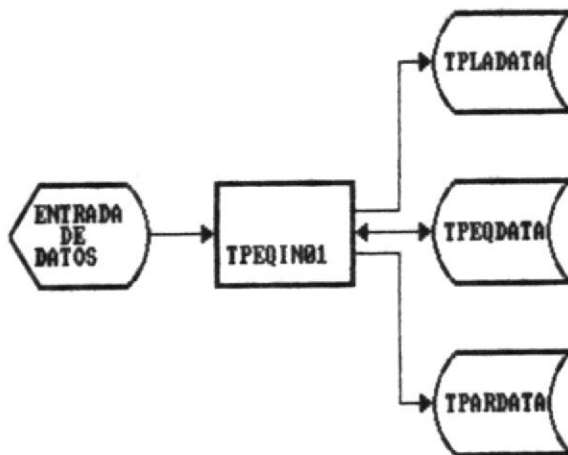 TPLADATA
ENTRADA
DE
DATOS
TPEQIN01
TPEQDATA
TPARDATA